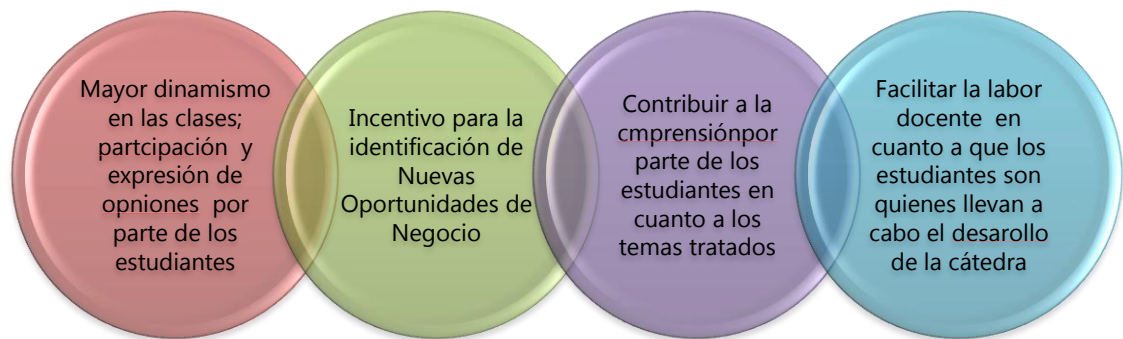 Mayor dinamismo
en las clases;
partcipación y
expresión de
opniones por
parte de los
estudiantes
Incentivo para la
identificación de
Nuevas
Oportunidades de
Negocio
Contribuir a la
cmprensiónpor
parte de los
estudiantes en
cuanto a los
temas tratados
Facilitar la labor
docente en
cuanto a que los
estudiantes son
quienes llevan a
cabo el desarollo
de la cátedra